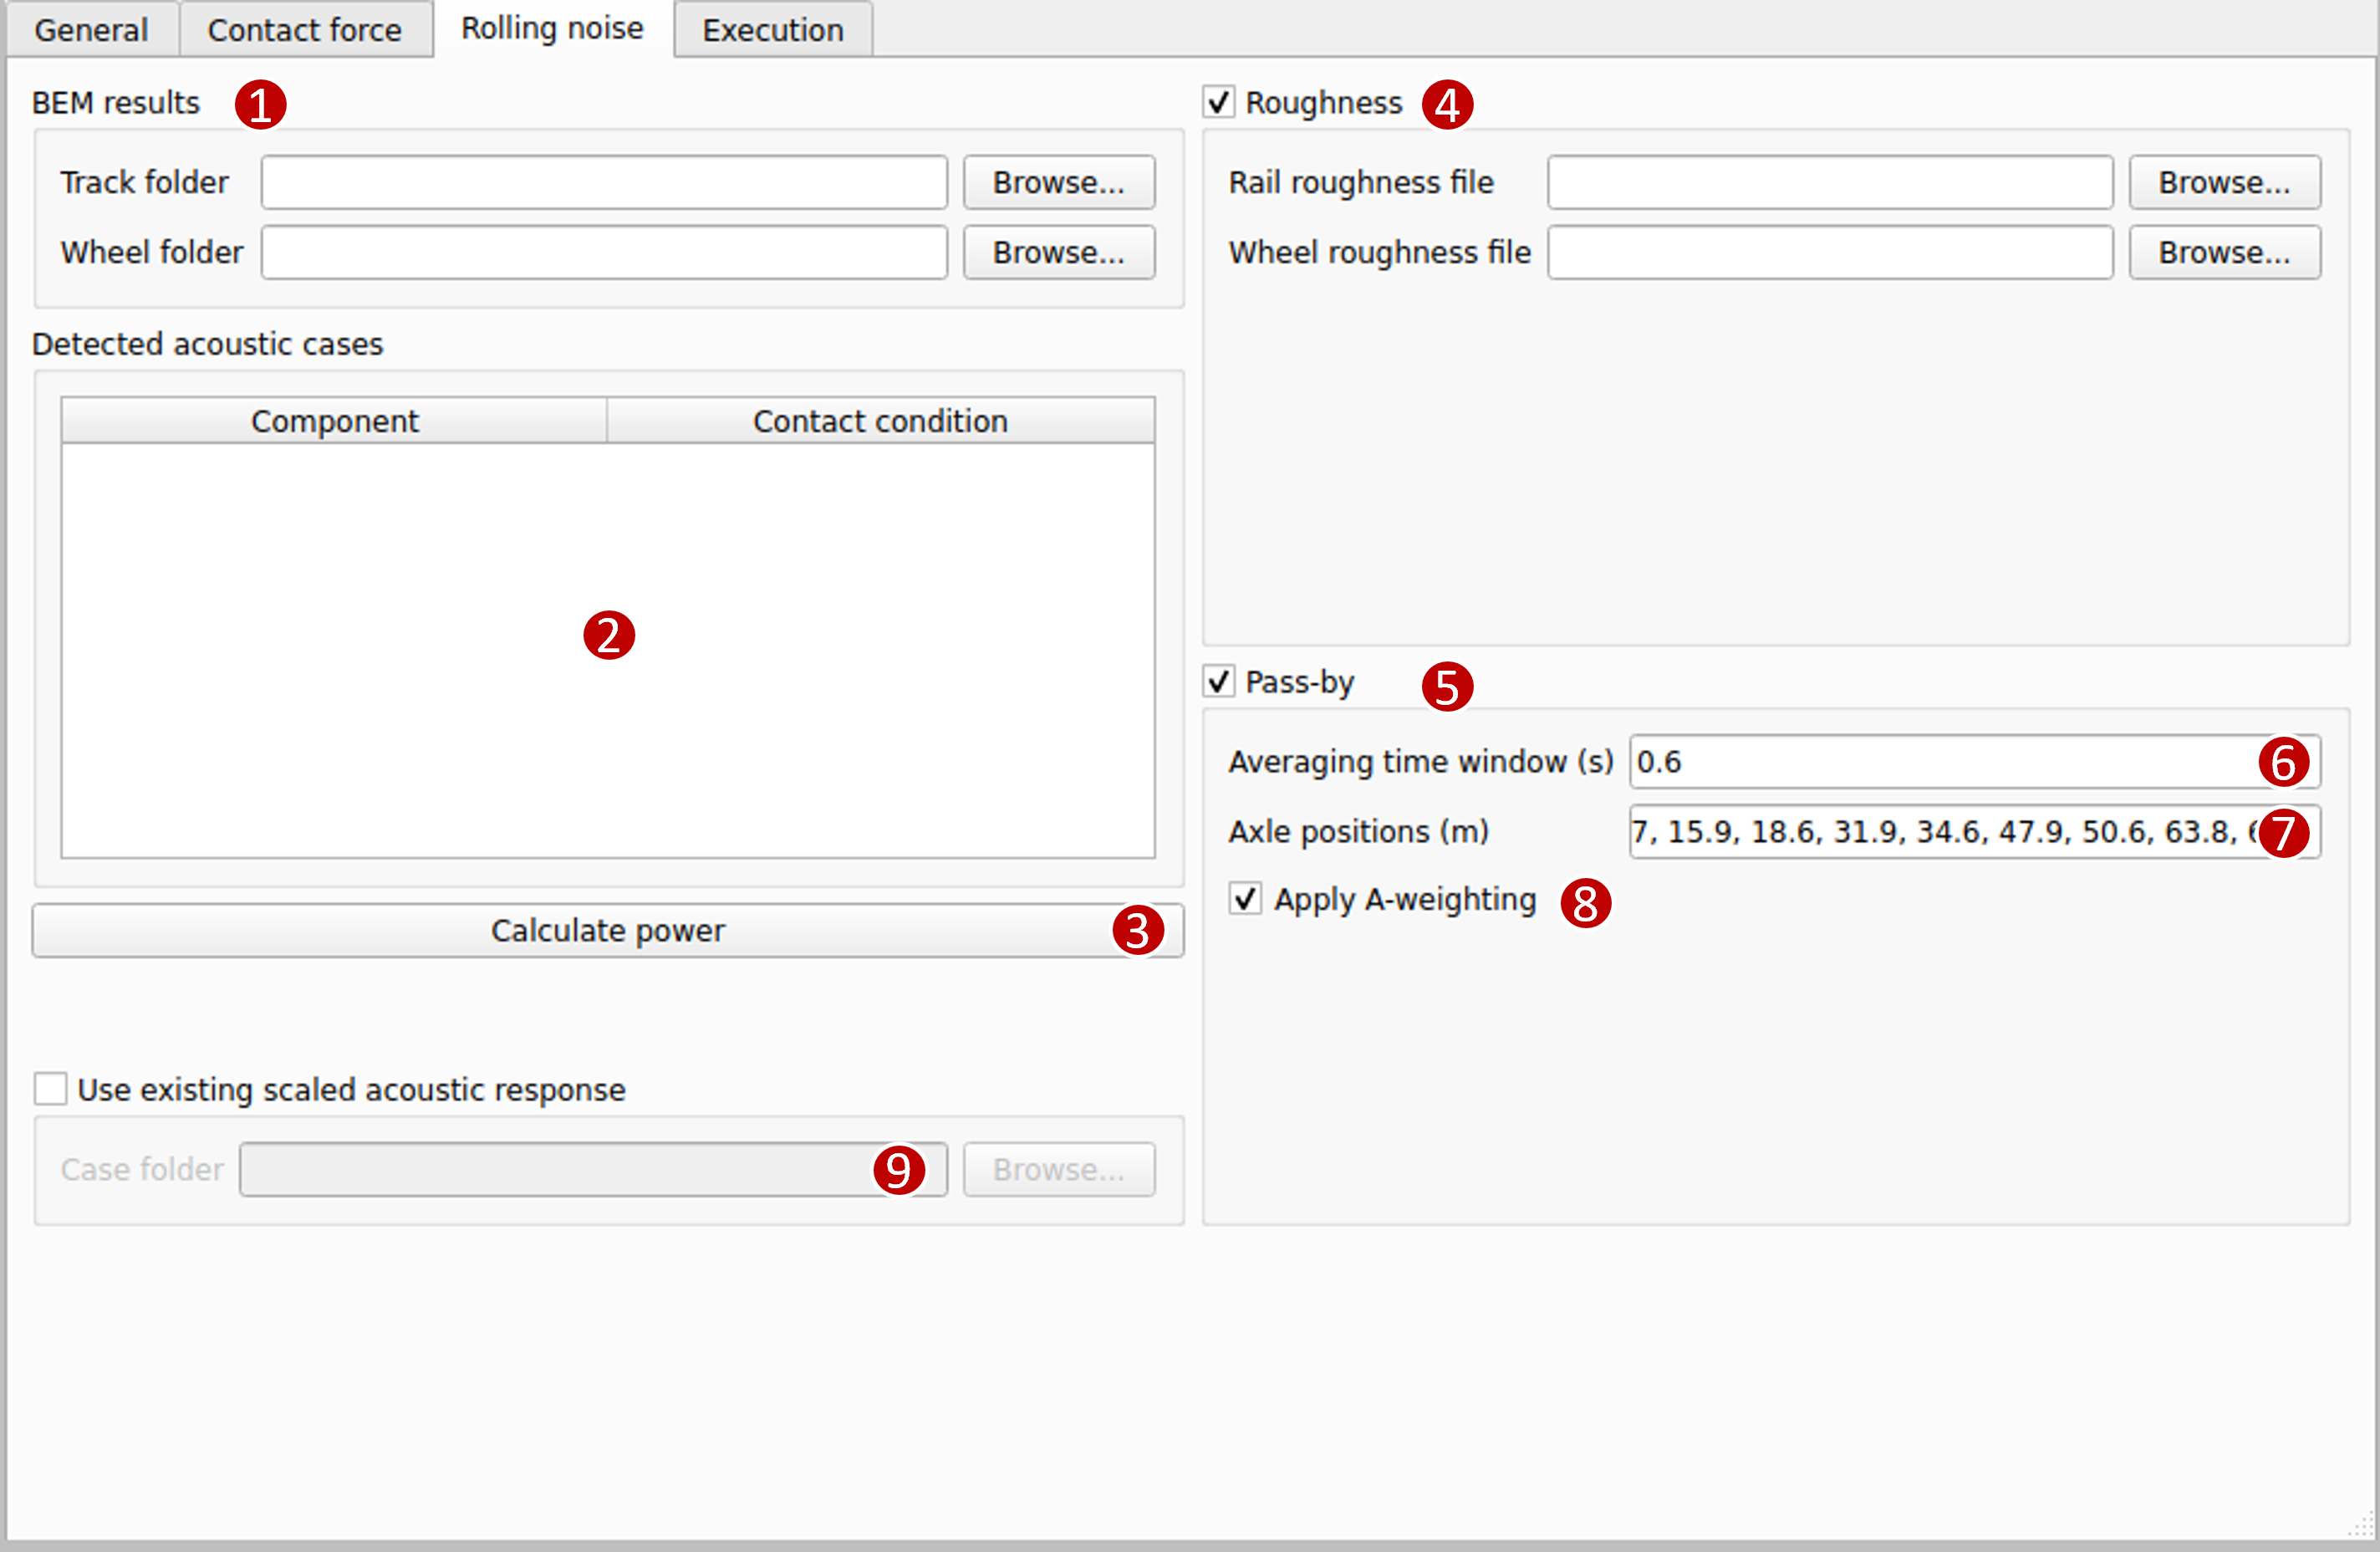 General
Contact force
Rolling noise
Execution
BEM results
1
Track folder
Browse...
Wheel folder
Browse...
Detected acoustic cases
Component
Contact condition
2
Calculate power
3
Use existing scaled acoustic response
Case folder
9
Browse...
Roughness
4
Rail roughness file
Browse...
Wheel roughness file
Browse...
Pass-by
5
Averaging time window (s)
0.6
6
Axle positions (m)
7, 15.9, 18.6, 31.9, 34.6, 47.9, 50.6, 63.8,
7
Apply A-weighting
8